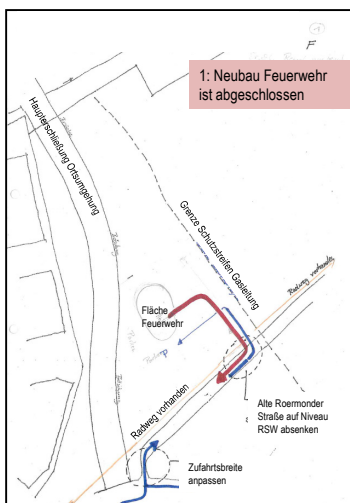 1
F
1: Neubau Feuerwehr
ist abgeschlossen
Haupterschließung Ortsumgehung
Grenze Schutzstreifen Gasleitung
Radweg vorhanden
Fläche
Feuerwehr
P
Radweg vorhanden
Alte Roermonder
Straße auf Niveau
RSW absenken
Zufahrtsbreite
anpassen